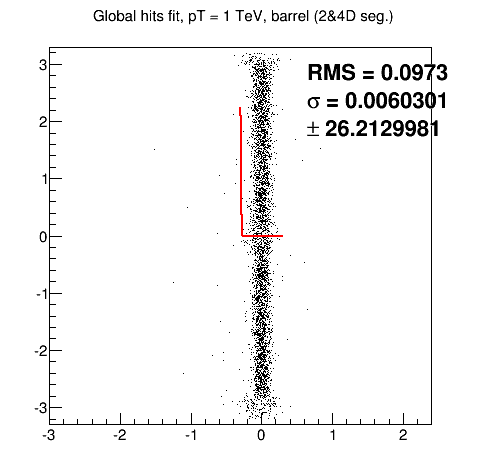 Global hits fit, pT = 1 TeV, barrel (2&4D seg.)
RMS = 0.0973
σ = 0.0060301
± 26.2129981
3
2
1
0
-1
-2
-3
-3 -2 -1 0 1 2